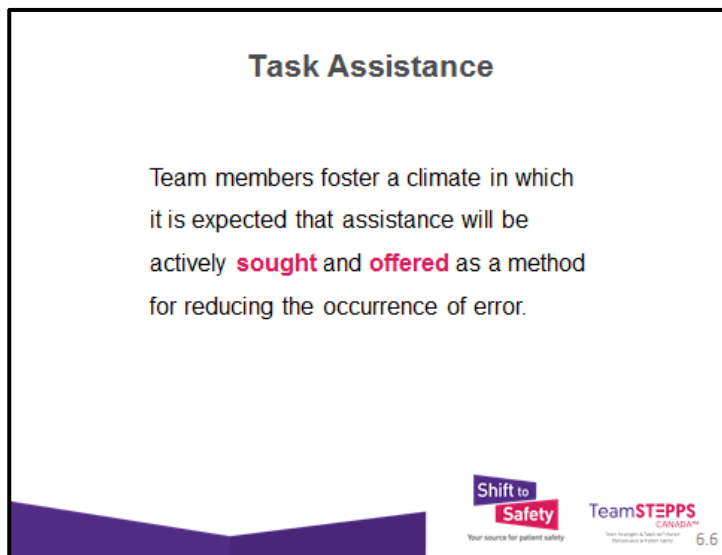 Task Assistance
Team members foster a climate in which
it is expected that assistance will be
actively sought and offered as a method
for reducing the occurrence of error.
Shift to
Safety
Your source for patient safety
TeamSTEPPS
CANADA™
6.6